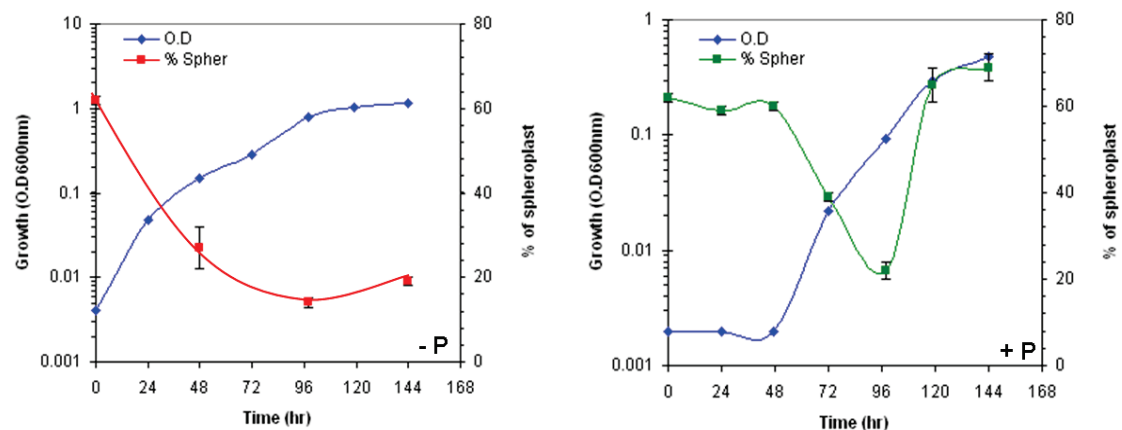 O.D
% Spher
10
1
0.1
0.01
0.001
Growth (O.D600nm)
80
60
40
20
0
% of spheroplast
0 24 48 72 96 120 144 168
Time (hr)
- P
O.D
% Spher
1
0.1
0.01
0.001
Growth (O.D600nm)
80
60
40
20
0
% of spheroplast
0 24 48 72 96 120 144 168
Time (hr)
+ P